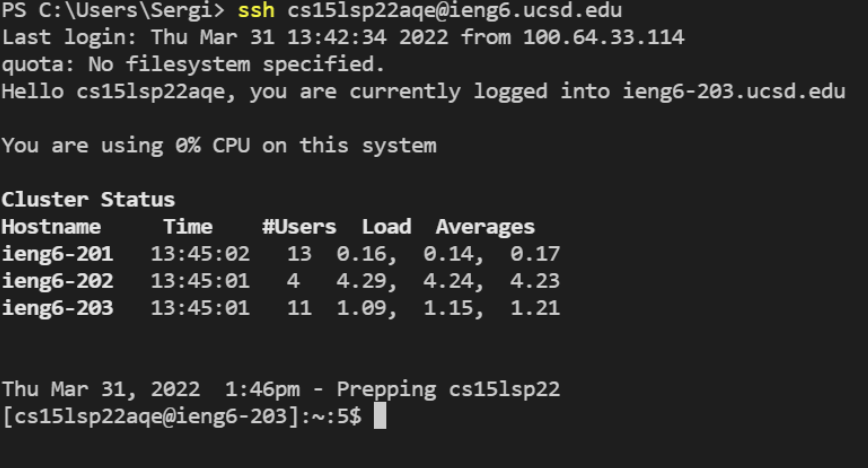 PS C:\Users\Sergi> ssh cs15lsp22aqe@ieng6.ucsd.edu
Last login: Thu Mar 31 13:42:34 2022 from 100.64.33.114
quota: No filesystem specified.
Hello cs15lsp22aqe, you are currently logged into ieng6-203.ucsd.edu
You are using 0% CPU on this system
Cluster Status
Hostname     Time    #Users  Load  Averages
ieng6-201   13:45:02   13  0.16,  0.14,  0.17
ieng6-202   13:45:01   4   4.29,  4.24,  4.23
ieng6-203   13:45:01   11  1.09,  1.15,  1.21
Thu Mar 31, 2022  1:46pm - Prepping cs15lsp22
[cs15lsp22aqe@ieng6-203]:~:5$